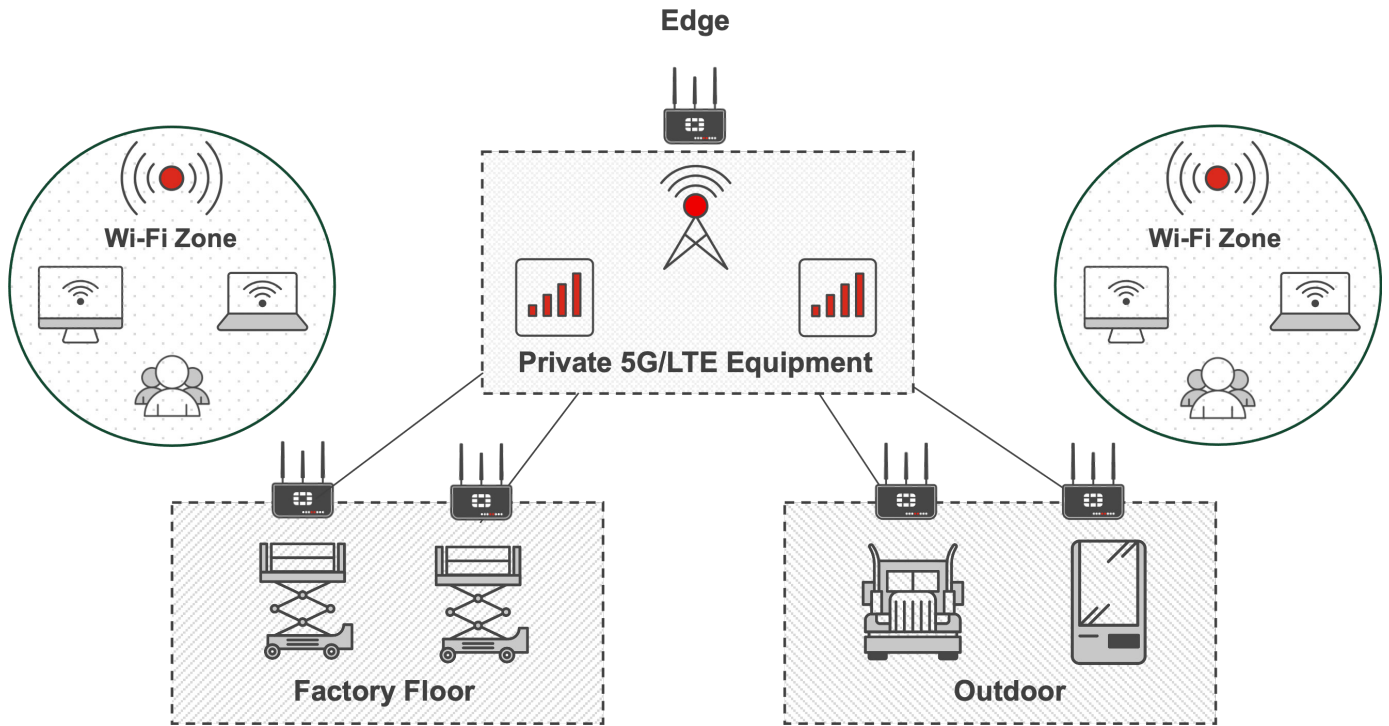 Edge
Wi-Fi Zone
Wi-Fi Zone
Private 5G/LTE Equipment
Factory Floor
Outdoor